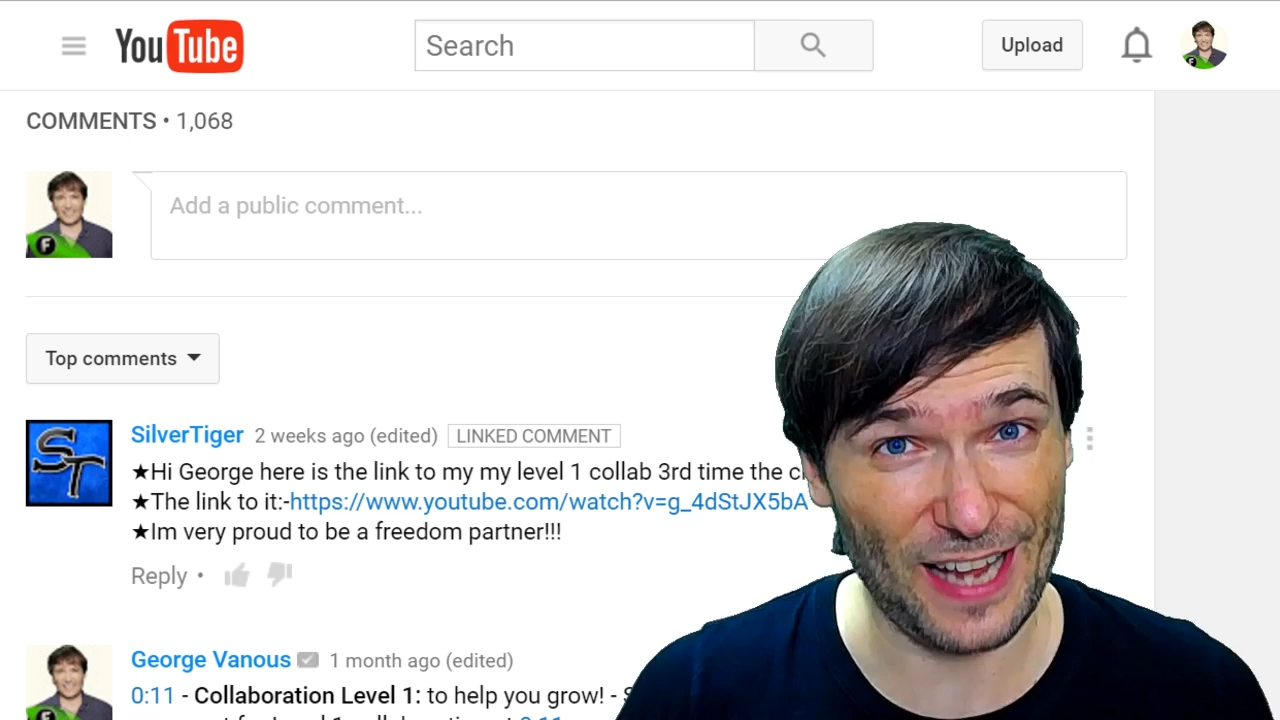 YouTube
Search
Upload
COMMENTS • 1,068
F
Add a public comment...
Top comments
ST
SilverTiger 2 weeks ago (edited) LINKED COMMENT
★Hi George here is the link to my my level 1 collab 3rd time the
★The link to it:-https://www.youtube.com/watch?v=g_4dStJX5bA
★Im very proud to be a freedom partner!!!
Reply •
George Vanous 1 month ago (edited)
0:11 - Collaboration Level 1: to help you grow! -
F